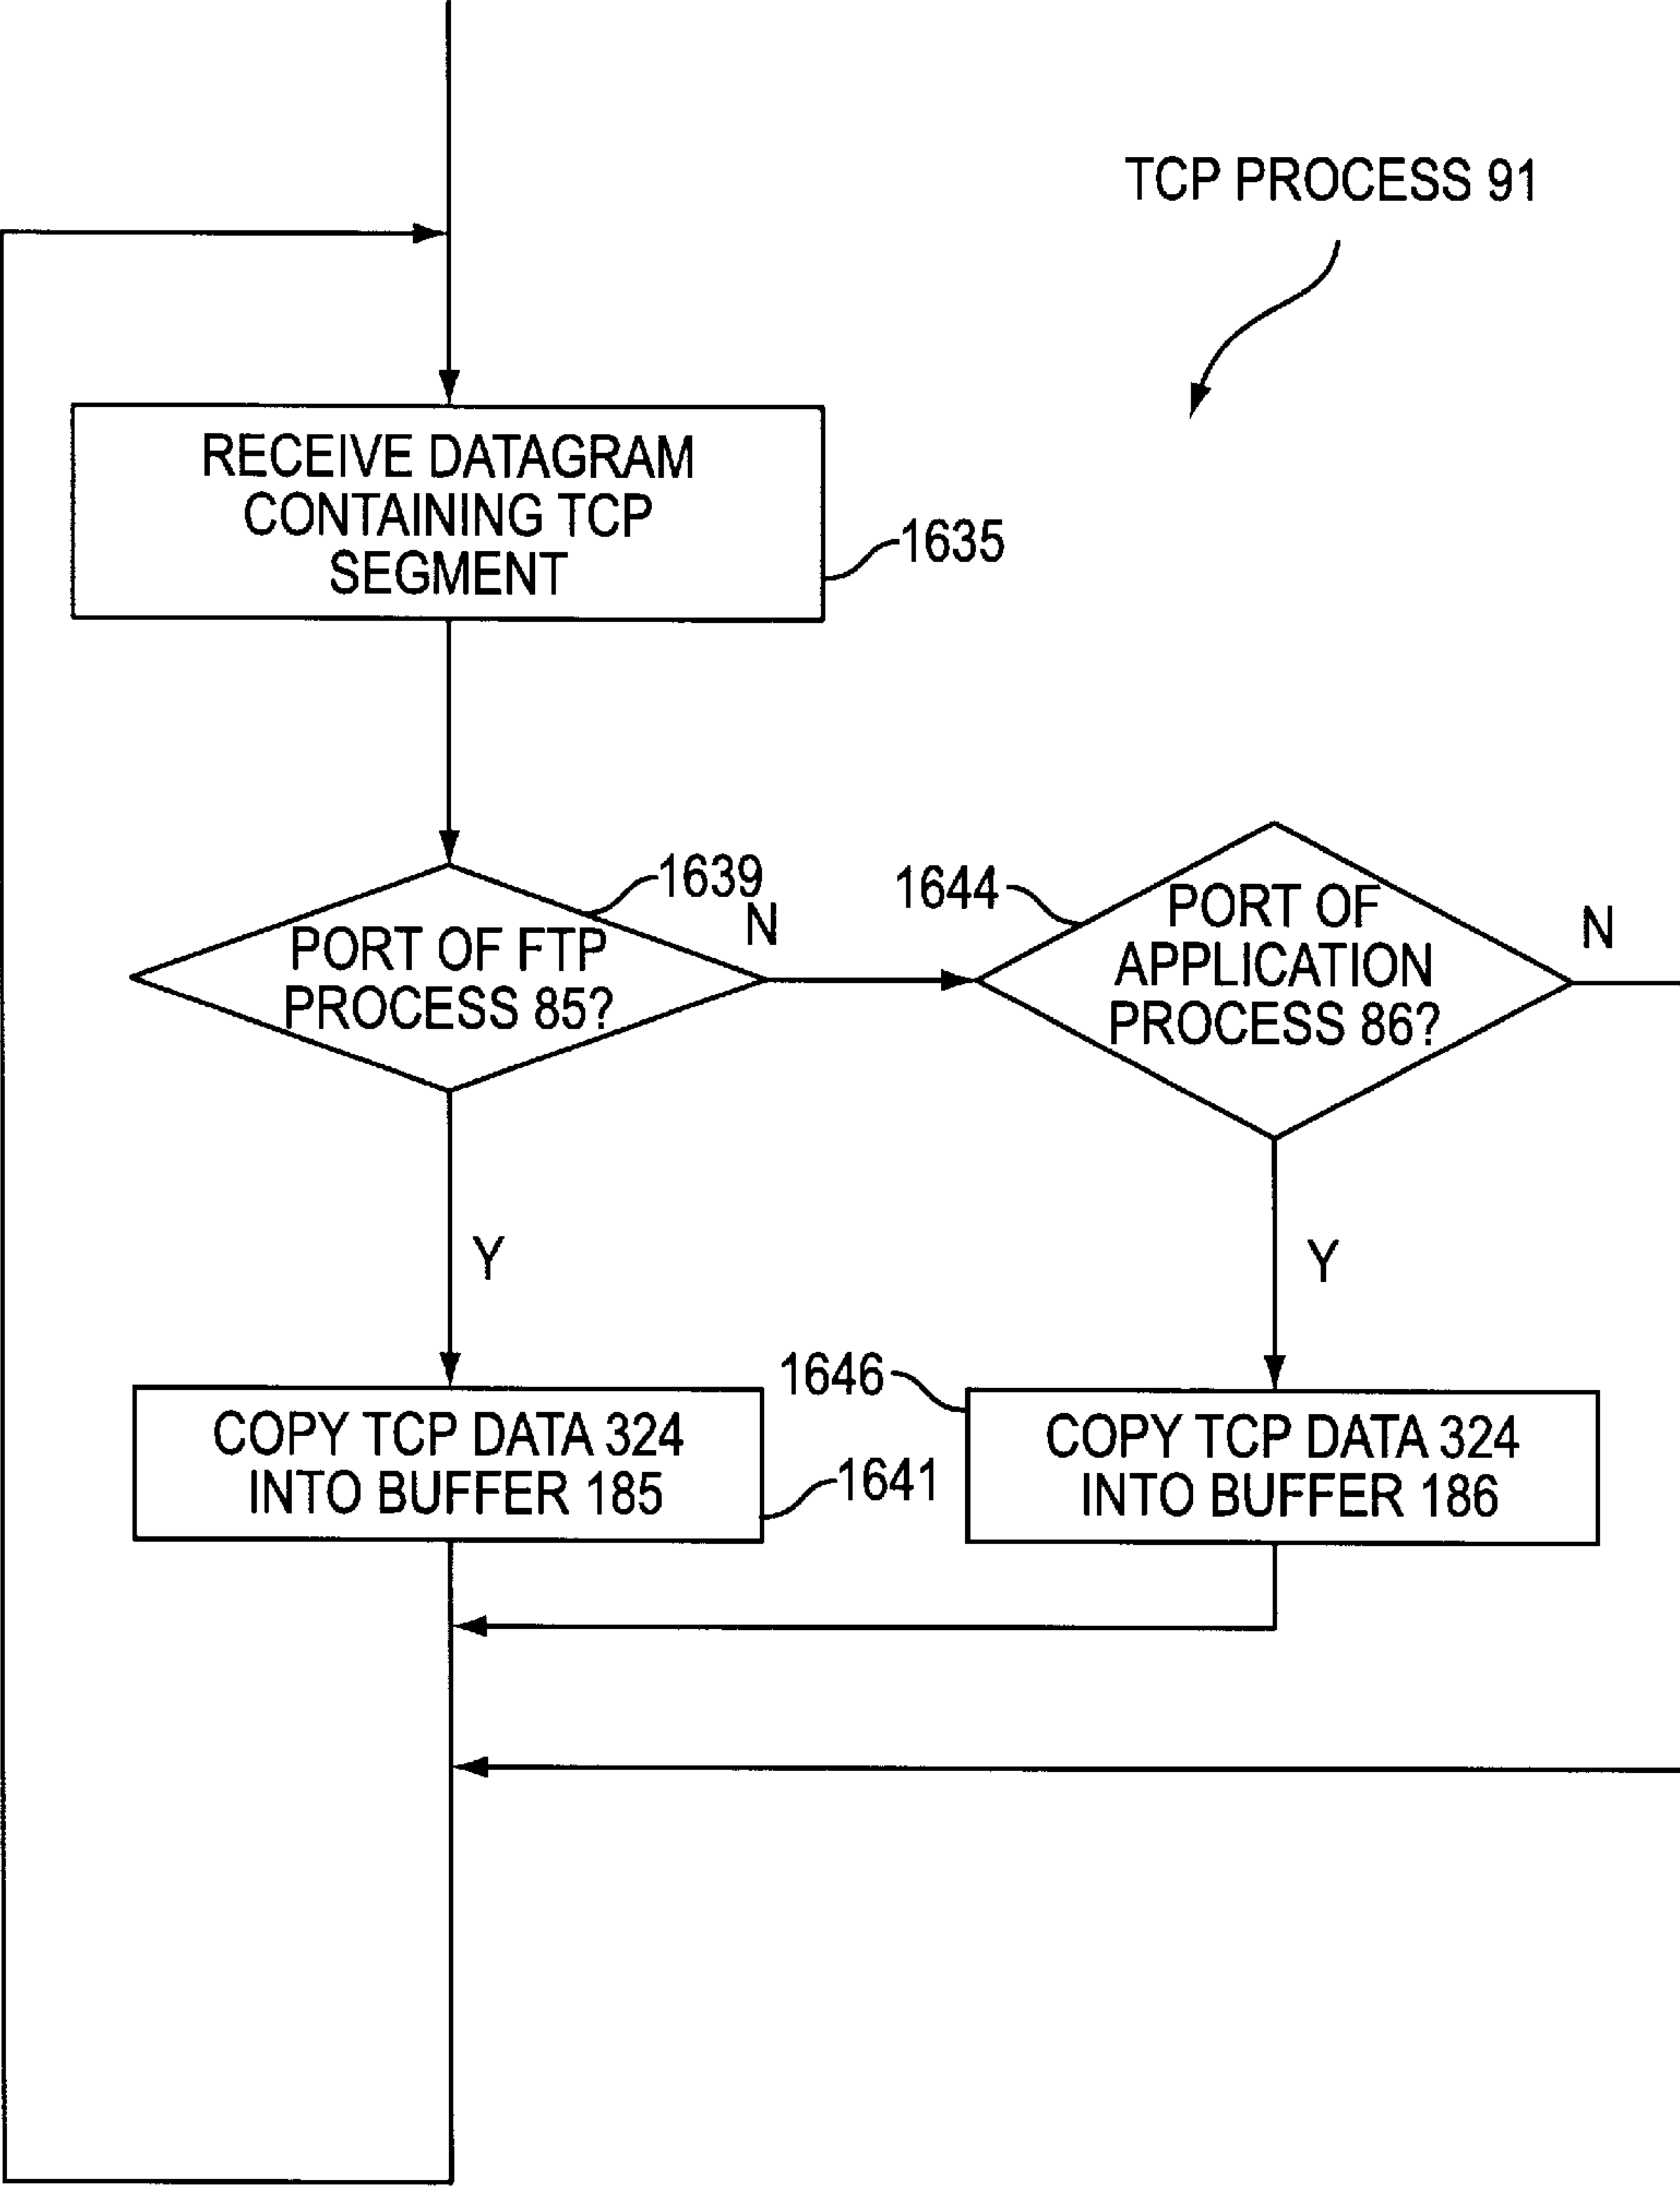 TCP PROCESS 91
RECEIVE DATAGRAM
CONTAINING TCP
SEGMENT
1635
1639
N
PORT OF FTP
PROCESS 85?
1644
PORT OF
APPLICATION
PROCESS 86?
N
Y
Y
COPY TCP DATA 324
INTO BUFFER 185
1641
1646
COPY TCP DATA 324
INTO BUFFER 186